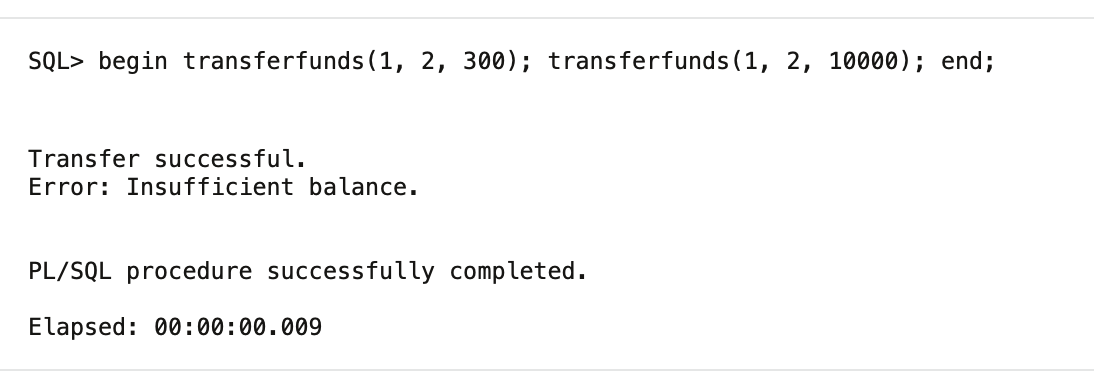 SQL> begin transferfunds(1, 2, 300); transferfunds(1, 2, 10000); end;
Transfer successful.
Error: Insufficient balance.
PL/SQL procedure successfully completed.
Elapsed: 00:00:00.009